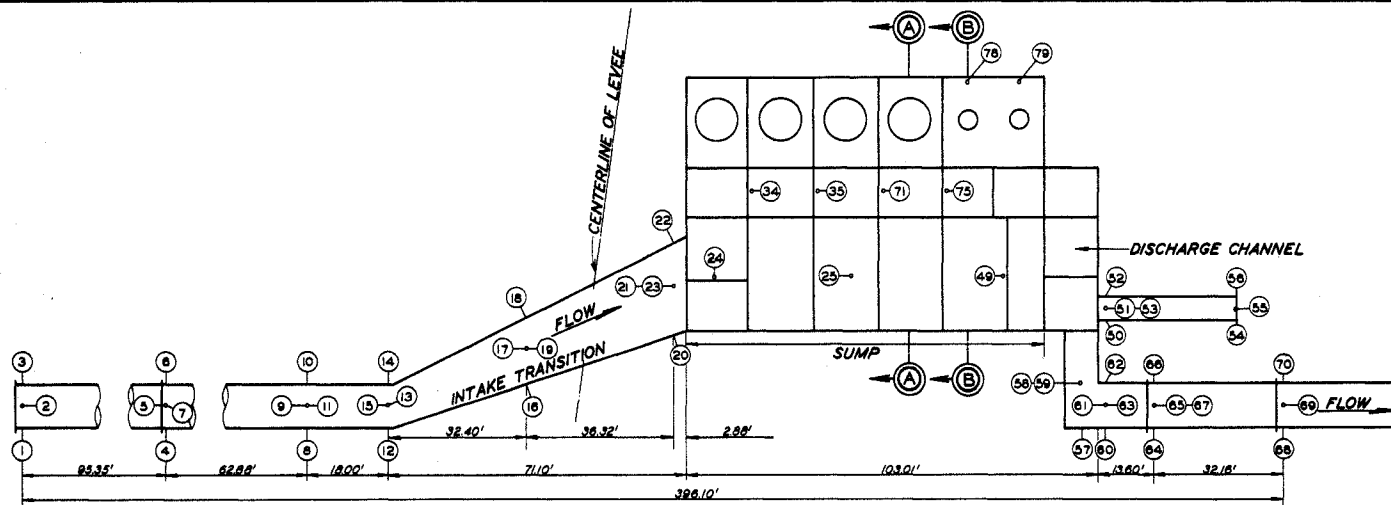 A B
78 79
CENTERLINE OF LEVEE
34 35 71 75
22
DISCHARGE CHANNEL
24
25 49
21 23
52 56
18
51 53 55
FLOW
50 54
17 19
INTAKE TRANSITION
20
SUMP
3 6 10 14
62 66 70
A B
58 59
2 5 7 9 11 15 13
16
61 63 65 67 69 FLOW
1 4 8 12
32.40' 36.32' 2.88'
57 60 64 68
95.35' 62.88' 18.00' 71.10' 103.01' 13.60' 32.16'
396.10'